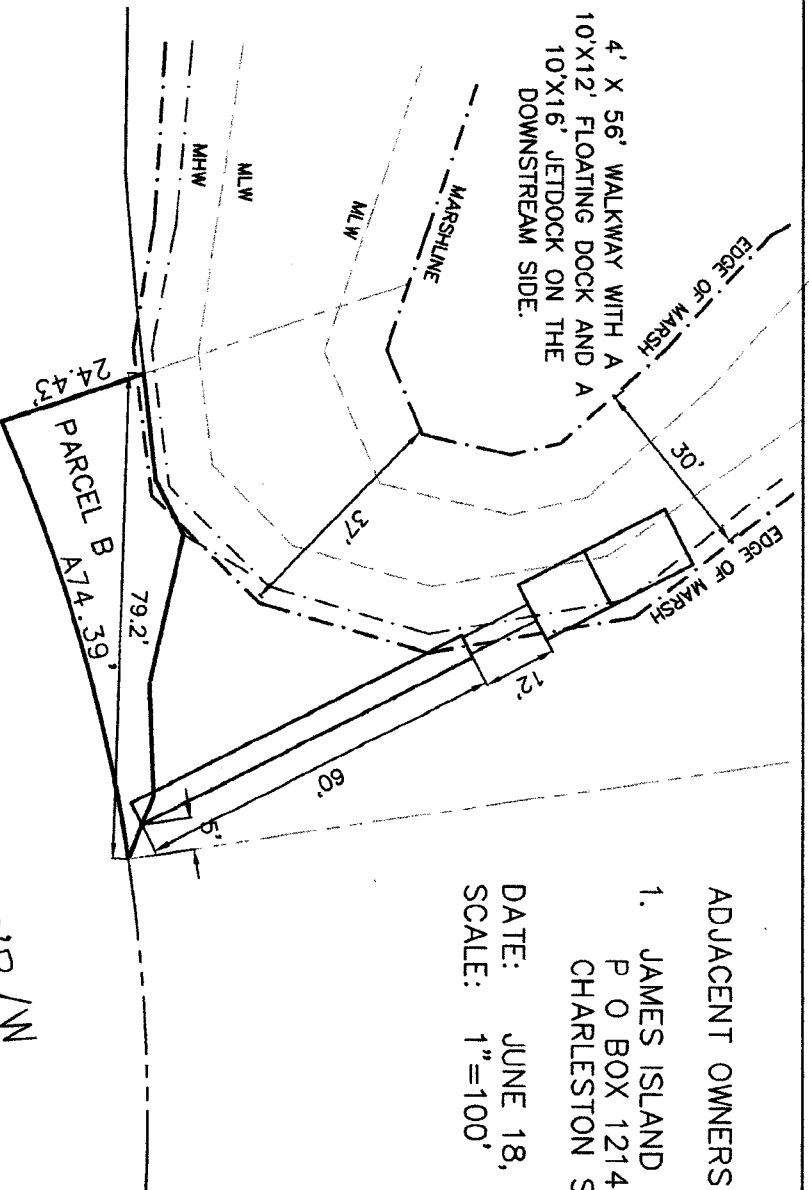 4' X 56' WALKWAY WITH A
10'X12' FLOATING DOCK AND A
10'X16' JETDOCK ON THE
DOWNSTREAM SIDE.
EDGE OF MARSH
30'
EDGE OF MARSH
MARSHLINE
MLW
MLW
MHW
37'
12'
60'
5'
24.43'
79.2'
PARCEL B
A74.39'
ADJACENT OWNERS
1. JAMES ISLAND
P O BOX 1214
CHARLESTON S
DATE: JUNE 18,
SCALE: 1"=100'
'R/W